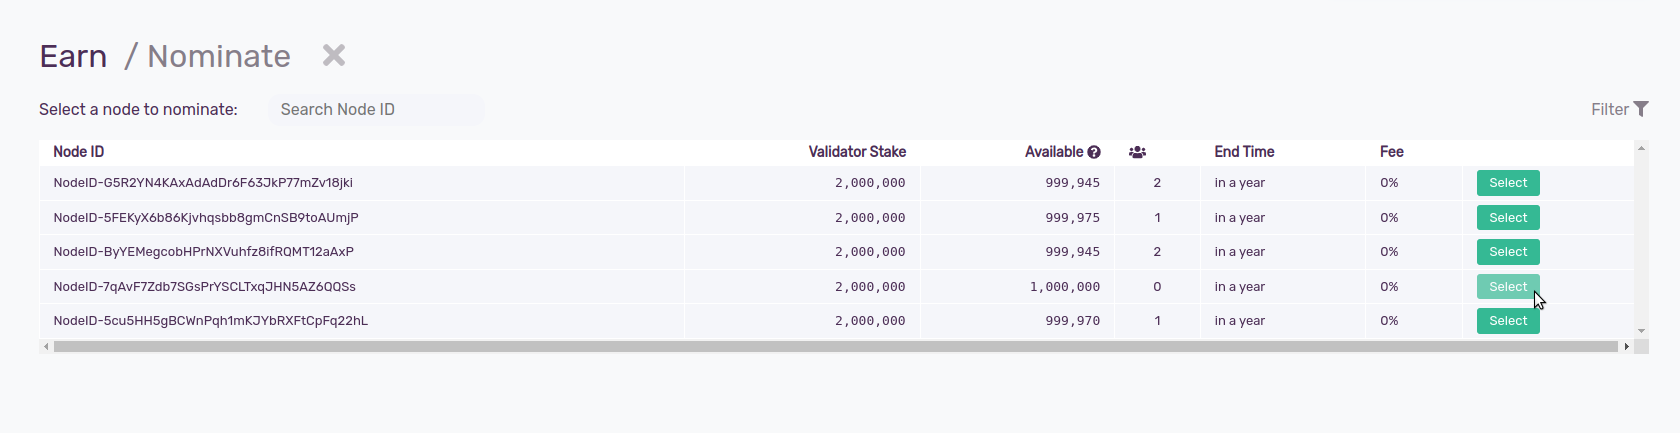 Earn / Nominate
Select a node to nominate: Search Node ID Filter
Node ID Validator Stake Available End Time Fee
NodeID-G5R2YN4KAxAdAdDr6F63JkP77mZv18jki 2,000,000 999,945 2 in a year 0% Select
NodeID-5FEKyX6b86Kjvhqsbb8gmCnSB9toAUmjP 2,000,000 999,975 1 in a year 0% Select
NodeID-ByYEMegcobHPrNXVuhfz8ifRQMT12aAxP 2,000,000 999,945 2 in a year 0% Select
NodeID-7qAvF7Zdb7SGsPrYSCLTxqJHN5AZ6QQSs 2,000,000 1,000,000 0 in a year 0% Select
NodeID-5cu5HH5gBCWnPqh1mKJYbRXFtCpFq22hL 2,000,000 999,970 1 in a year 0% Select